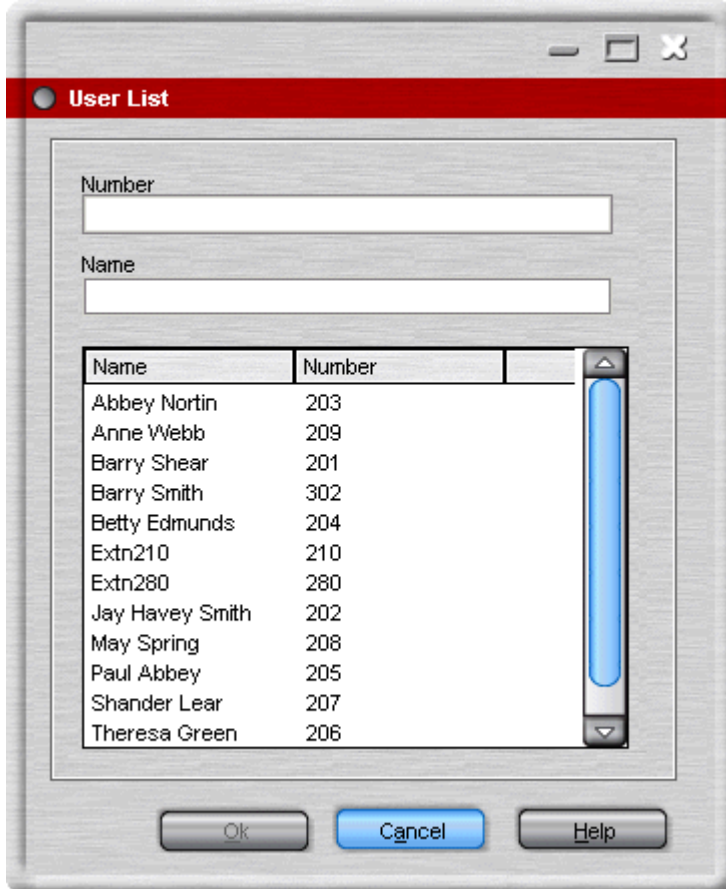 User List
Number
Name
Name Number
Abbey Nortin 203
Anne Webb 209
Barry Shear 201
Barry Smith 302
Betty Edmunds 204
Extn210 210
Extn280 280
Jay Havey Smith 202
May Spring 208
Paul Abbey 205
Shander Lear 207
Theresa Green 206
Ok Cancel Help